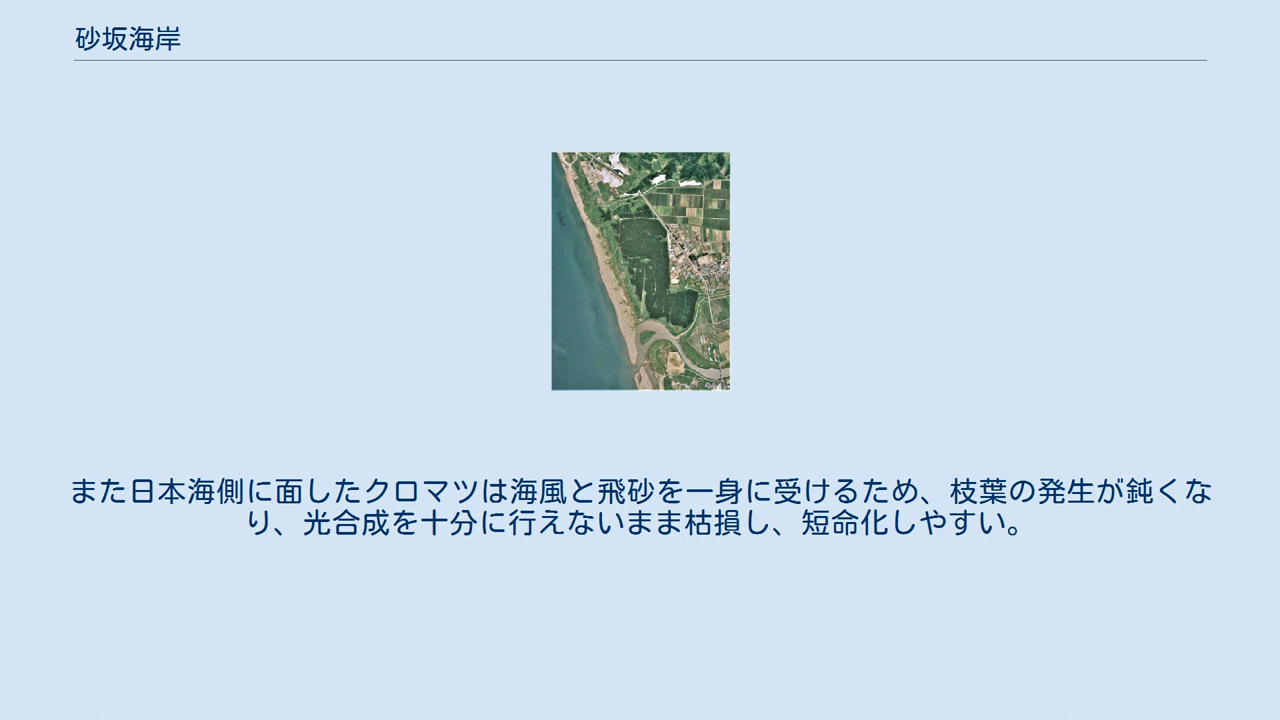 砂坂海岸
また日本海側に面したクロマツは海風と飛砂を一身に受けるため、枝葉の発生が鈍くな
り、光合成を十分に行えないまま枯損し、短命化しやすい。